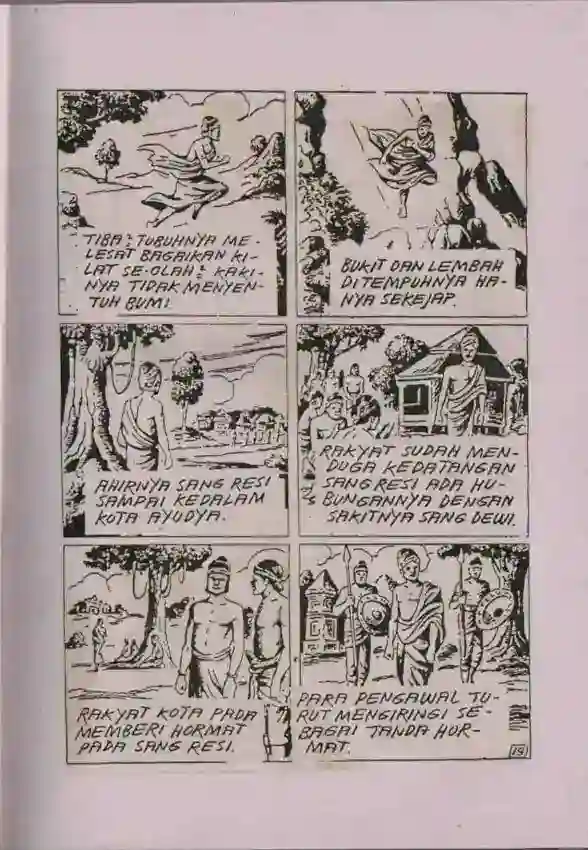 TIBA² TUBUHNYA ME-
LESAT BAGAIKAN KI-
LAT SE-OLAH² KAKI-
NYA TIDAK MENYEN-
TUH BUMI.
BUKIT DAN LEMBAH
DITEMPUHNYA HA-
NYA SEKEJAP.
AHIRNYA SANG RESI
SAMPAI KEDALAM
KOTA AYUDYA.
RAKYAT SUDAH MEN-
DUGA KEDATANGAN
SANG RESI ADA HU-
BUNGANNYA DENGAN
SAKITNYA SANG DEWI.
RAKYAT KOTA PADA
MEMBERI HORMAT
PADA SANG RESI.
PARA PENGAWAL TU-
RUT MENGIRINGI SE-
BAGAI TANDA HOR-
MAT.